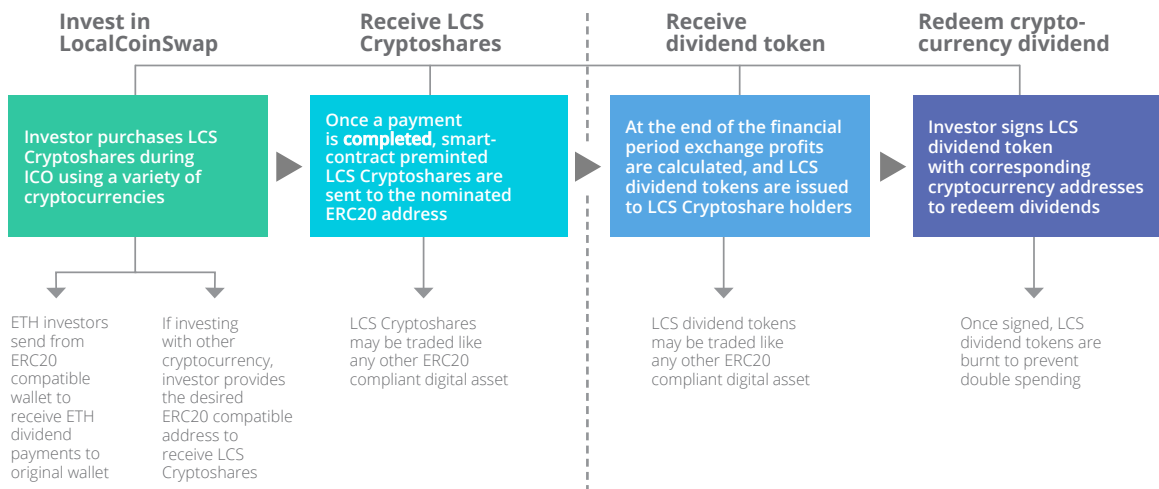 Invest in
LocalCoinSwap
Receive LCS
Cryptoshares
Receive
dividend token
Redeem crypto-
currency dividend
Investor purchases LCS
Cryptoshares during
ICO using a variety of
cryptocurrencies
Once a payment
is completed, smart-
contract preminted
LCS Cryptoshares are
sent to the nominated
ERC20 address
At the end of the financial
period exchange profits
are calculated, and LCS
dividend tokens are issued
to LCS Cryptoshare holders
Investor signs LCS
dividend token
with corresponding
cryptocurrency addresses
to redeem dividends
ETH investors
send from
ERC20
compatible
wallet to
receive ETH
dividend
payments to
original wallet
If investing
with other
cryptocurrency,
investor provides
the desired
ERC20 compatible
address to
receive LCS
Cryptoshares
LCS Cryptoshares
may be traded like
any other ERC20
compliant digital asset
LCS dividend tokens
may be traded like
any other ERC20
compliant digital asset
Once signed, LCS
dividend tokens are
burnt to prevent
double spending